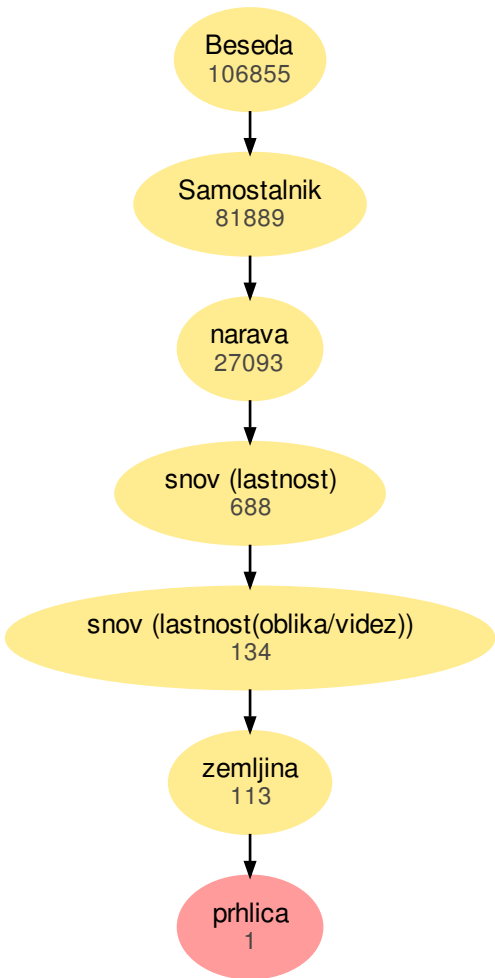 Beseda
106855
Samostalnik
81889
narava
27093
snov (lastnost)
688
snov (lastnost(oblika/videz))
134
zemljina
113
prhlica
1